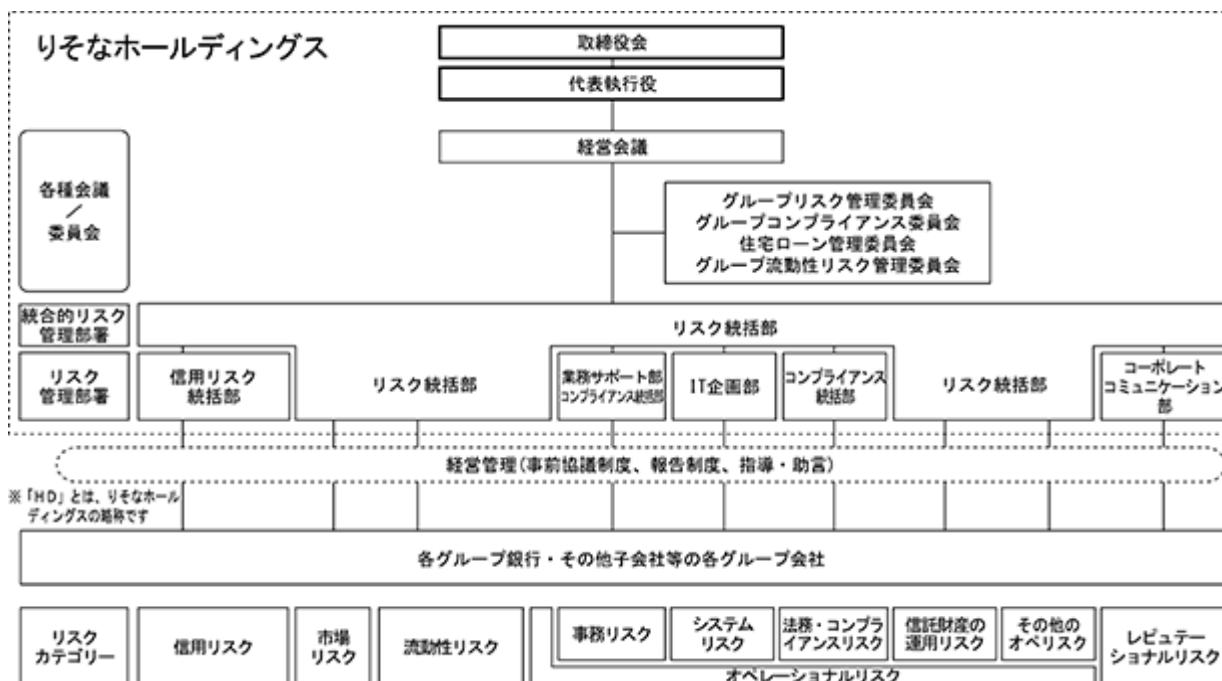 りそなホールディングス
取締役会
代表執行役
経営会議
各種会議
／
委員会
グループリスク管理委員会
グループコンプライアンス委員会
住宅ローン管理委員会
グループ流動性リスク管理委員会
統合的リスク
管理部署
リスク統括部
リスク
管理部署
信用リスク
統括部
リスク統括部
業務サポート部
コンプライアンス統括部
IT企画部
コンプライアンス
統括部
リスク統括部
コーポレート
コミュニケーション
部
経営管理(事前協議制度、報告制度、指導・助言)
※「HD」とは、りそなホール
ディングスの略称です
各グループ銀行・その他子会社等の各グループ会社
リスク
カテゴリー
信用リスク
市場
リスク
流動性リスク
事務リスク
システム
リスク
法務・コンプラ
イアンスリスク
信託財産の
運用リスク
その他の
オペリスク
レピュテー
ショナルリスク
オペレーショナルリスク